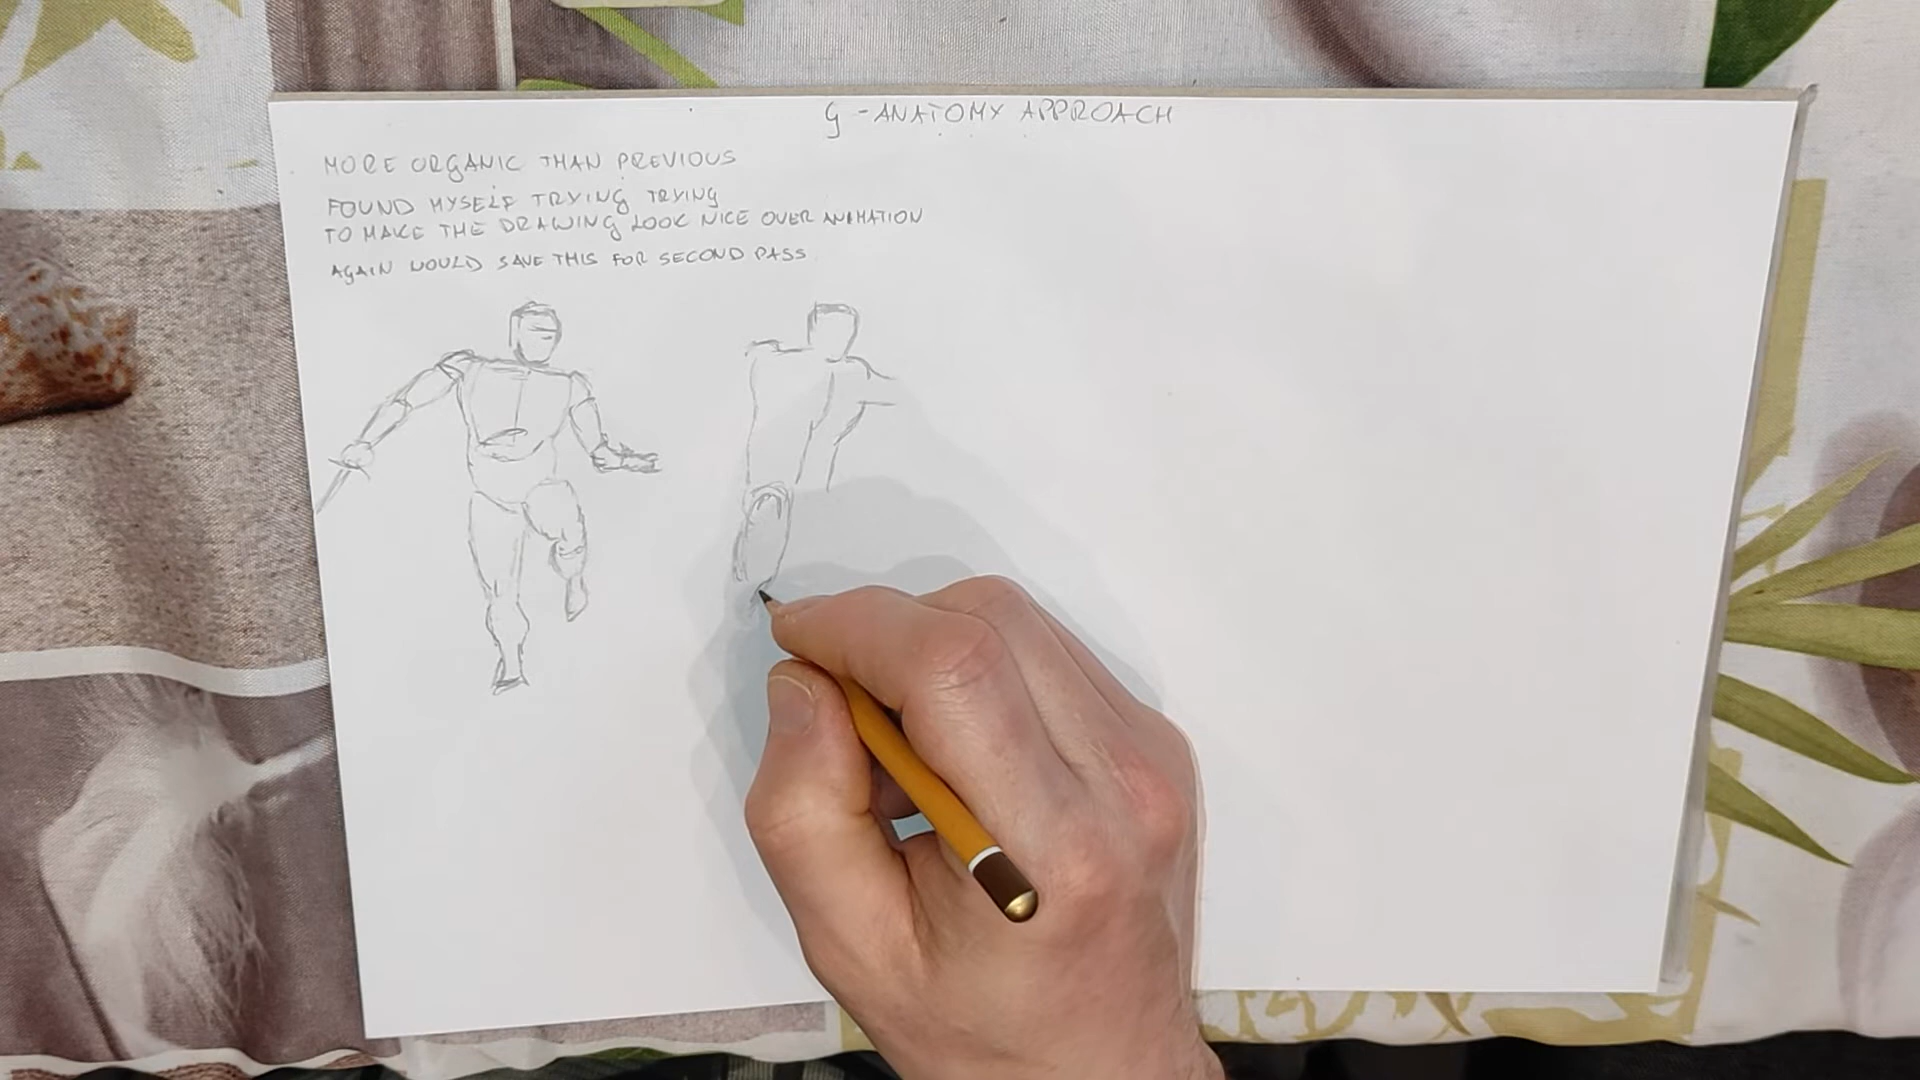 9 - ANATOMY APPROACH
MORE ORGANIC THAN PREVIOUS
FOUND MYSELF TRYING TRYING
TO MAKE THE DRAWING LOOK NICE OVER ANIMATION
AGAIN WOULD SAVE THIS FOR SECOND PASS